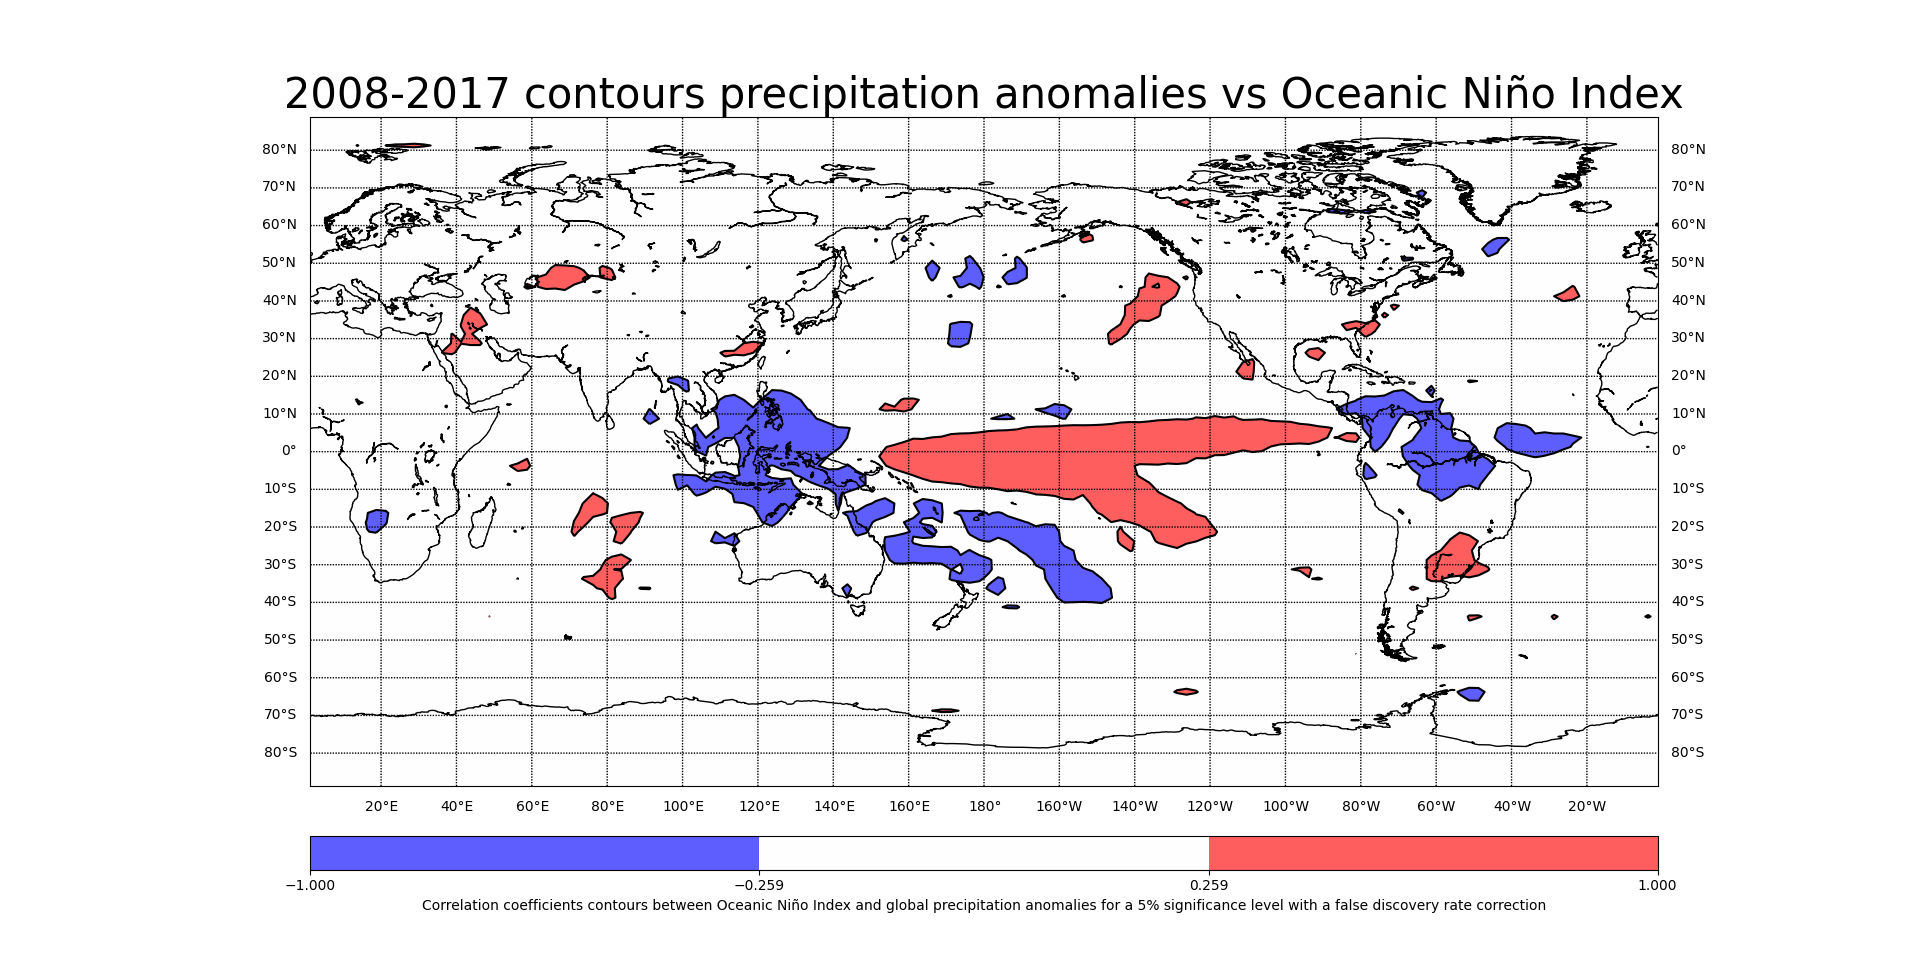 2008-2017 contours precipitation anomalies vs Oceanic Niño Index
80°N 80°N
70°N 70°N
60°N 60°N
50°N 50°N
40°N 40°N
30°N 30°N
20°N 20°N
10°N 10°N
0° 0°
10°S 10°S
20°S 20°S
30°S 30°S
40°S 40°S
50°S 50°S
60°S 60°S
70°S 70°S
80°S 80°S
20°E 40°E 60°E 80°E 100°E 120°E 140°E 160°E 180° 160°W 140°W 120°W 100°W 80°W 60°W 40°W 20°W
−1.000 −0.259 0.259 1.000
Correlation coefficients contours between Oceanic Niño Index and global precipitation anomalies for a 5% significance level with a false discovery rate correction